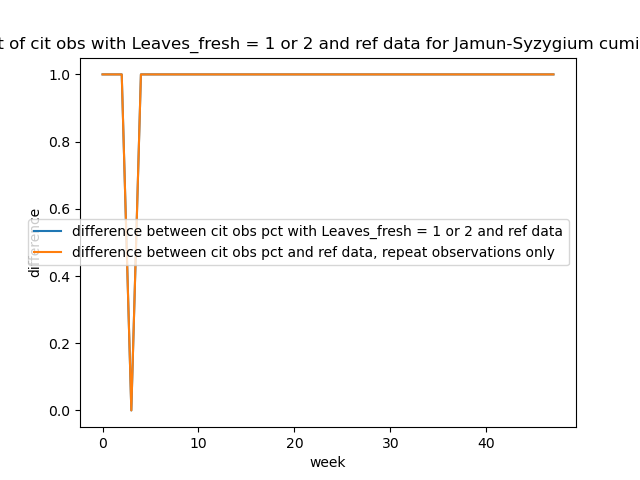 t of cit obs with Leaves_fresh = 1 or 2 and ref data for Jamun-Syzygium cumi
1.0
0.8
0.6
0.4
0.2
0.0
difference
difference between cit obs pct with Leaves_fresh = 1 or 2 and ref data
difference between cit obs pct and ref data, repeat observations only
0 10 20 30 40
week